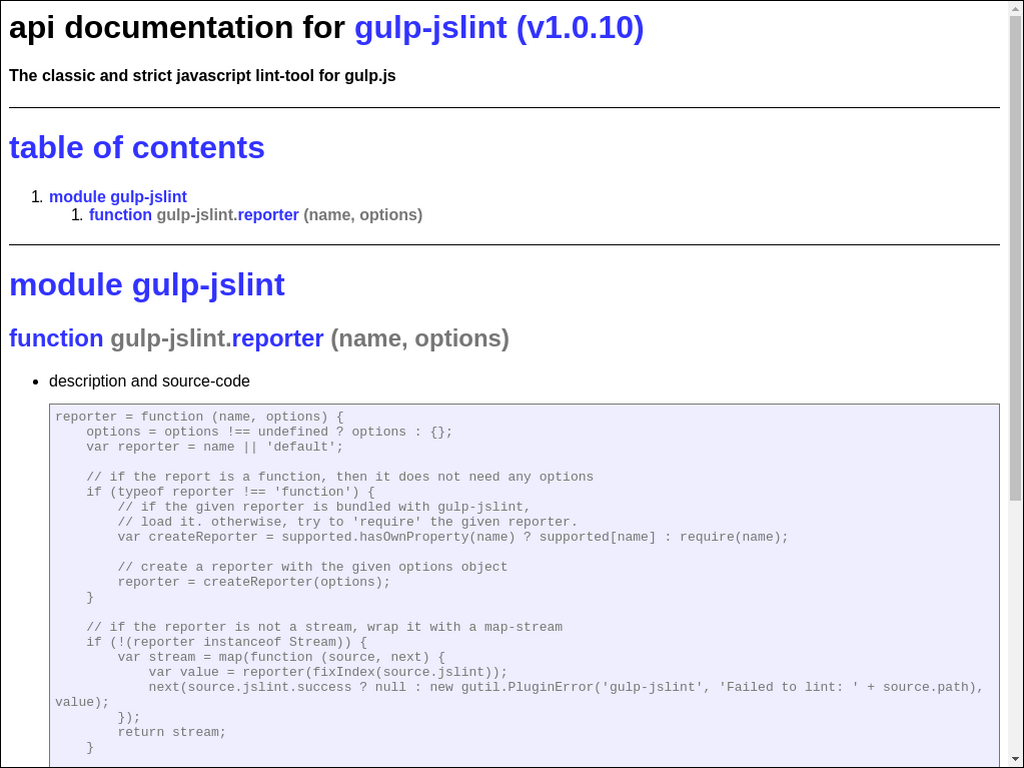 api documentation for gulp-jslint (v1.0.10)
The classic and strict javascript lint-tool for gulp.js
table of contents
1. module gulp-jslint
1. function gulp-jslint.reporter (name, options)
module gulp-jslint
function gulp-jslint.reporter (name, options)
• description and source-code
reporter = function (name, options) {
    options = options !== undefined ? options : {};
    var reporter = name || 'default';

    // if the report is a function, then it does not need any options
    if (typeof reporter !== 'function') {
        // if the given reporter is bundled with gulp-jslint,
        // load it. otherwise, try to 'require' the given reporter.
        var createReporter = supported.hasOwnProperty(name) ? supported[name] : require(name);

        // create a reporter with the given options object
        reporter = createReporter(options);
    }

    // if the reporter is not a stream, wrap it with a map-stream
    if (!(reporter instanceof Stream)) {
        var stream = map(function (source, next) {
            var value = reporter(fixIndex(source.jslint));
            next(source.jslint.success ? null : new gutil.PluginError('gulp-jslint', 'Failed to lint: ' + source.path),
value);
        });
        return stream;
    }